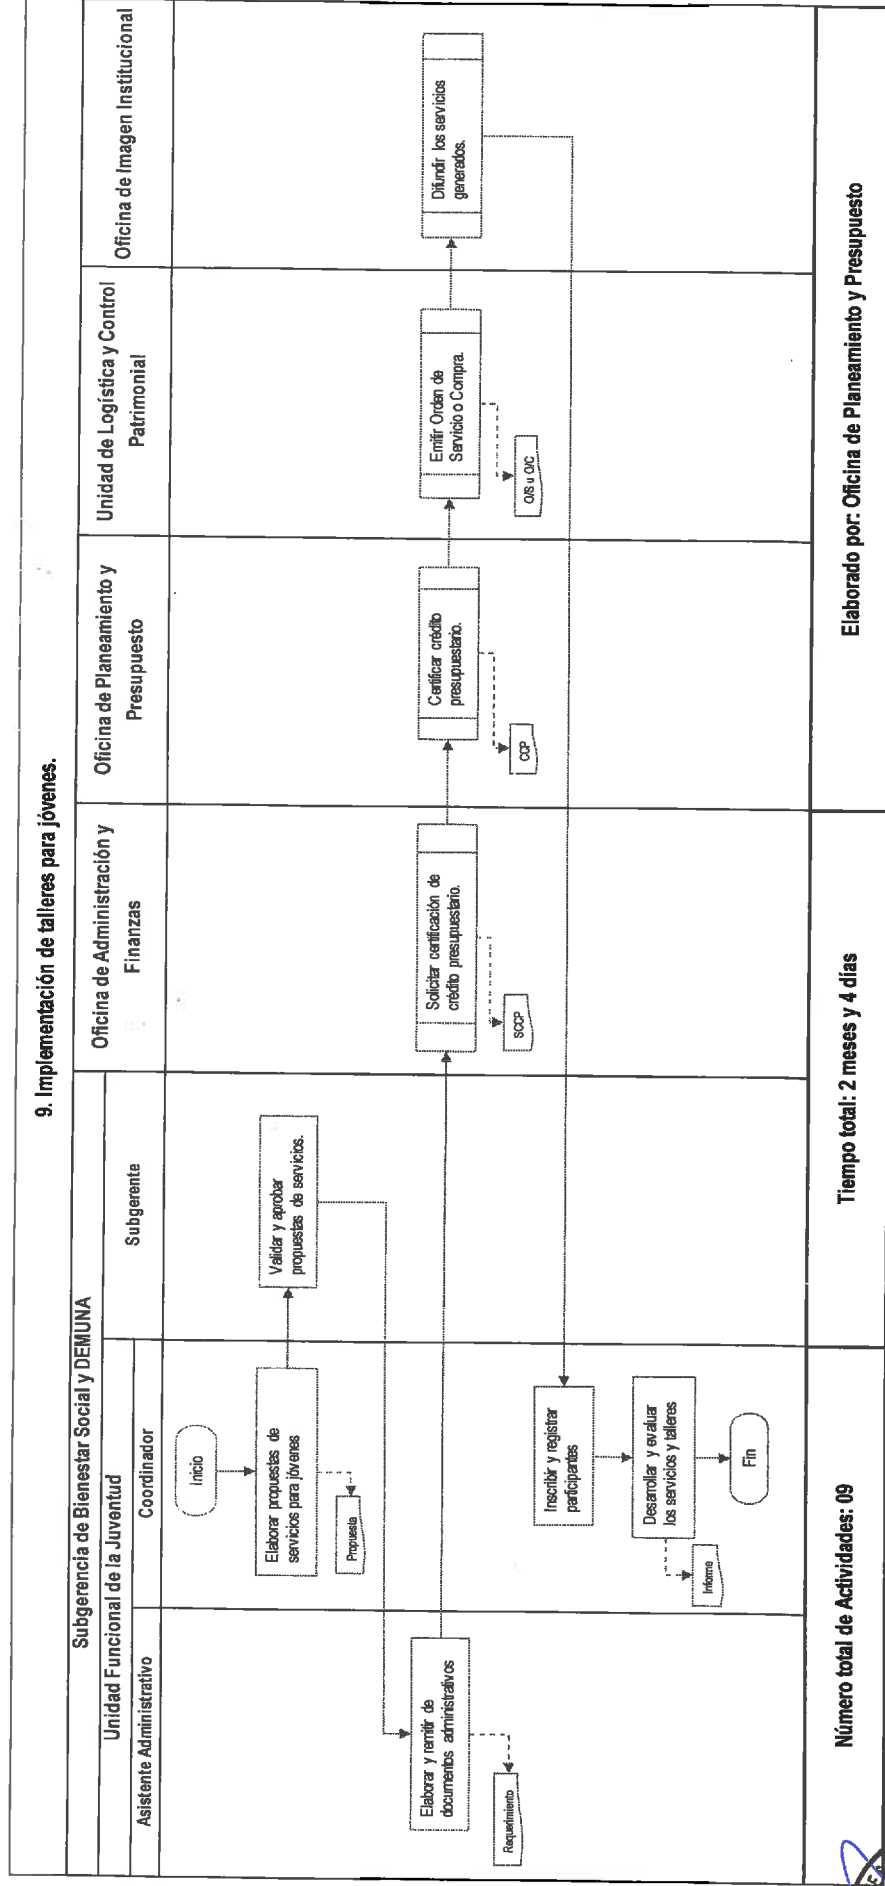 9. Implementación de talleres para jóvenes.
Subgerencia de Bienestar Social y DEMUNA
Unidad Funcional de la Juventud
Asistente Administrativo
Coordinador
Subgerente
Oficina de Administración y
Finanzas
Oficina de Planeamiento y
Presupuesto
Unidad de Logística y Control
Patrimonial
Oficina de Imagen Institucional
Inicio
Elaborar propuestas de
servicios para jóvenes
Propuesta
Validar y aprobar
propuestas de servicios.
Elaborar y remitir de
documentos administrativos
Requerimiento
Solicitar certificación de
crédito presupuestario.
SCCP
Certificar crédito
presupuestario.
CCP
Emitir Orden de
Servicio o Compra.
O/S u O/C
Difundir los servicios
generados.
Inscribir y registrar
participantes
Desarrollar y evaluar
los servicios y talleres
Informe
Fin
Número total de Actividades: 09
Tiempo total: 2 meses y 4 días
Elaborado por: Oficina de Planeamiento y Presupuesto